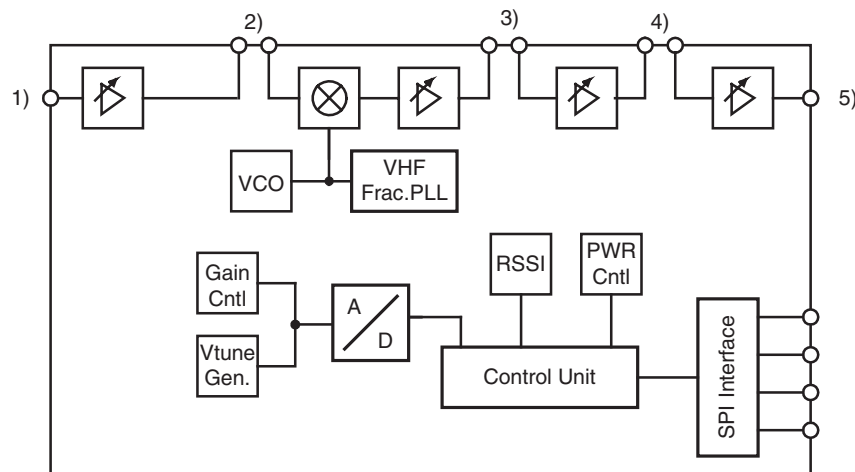 2)
3)
4)
1)
5)
VCO
VHF
Frac.PLL
Gain
Cntl
RSSI
PWR
Cntl
A
D
Vtune
Gen.
Control Unit
SPI Interface